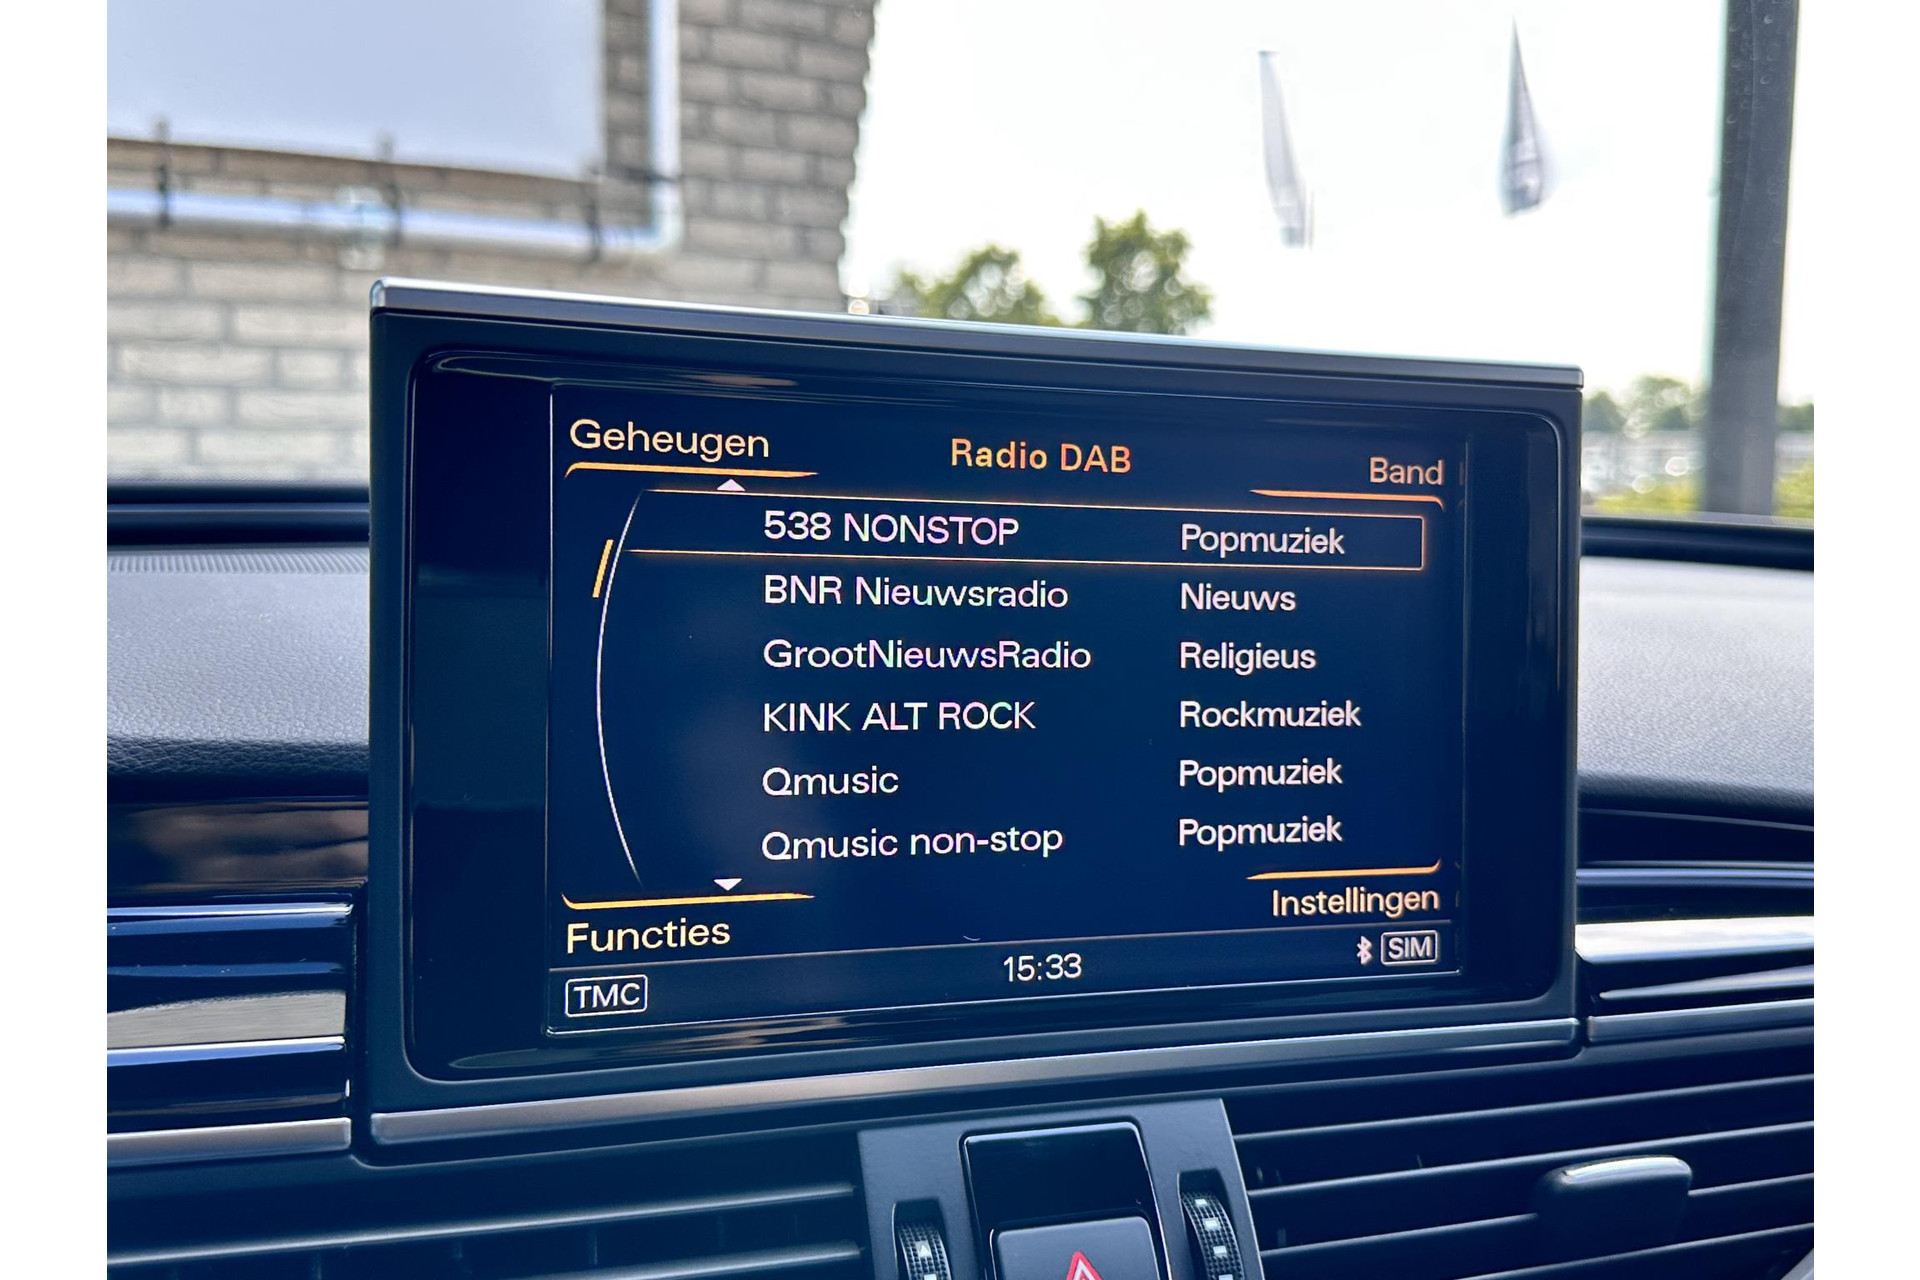 Geheugen
Radio DAB
Band
538 NONSTOP Popmuziek
BNR Nieuwsradio Nieuws
GrootNieuwsRadio Religieus
KINK ALT ROCK Rockmuziek
Qmusic Popmuziek
Qmusic non-stop Popmuziek
Functies
Instellingen
TMC
15:33
SIM